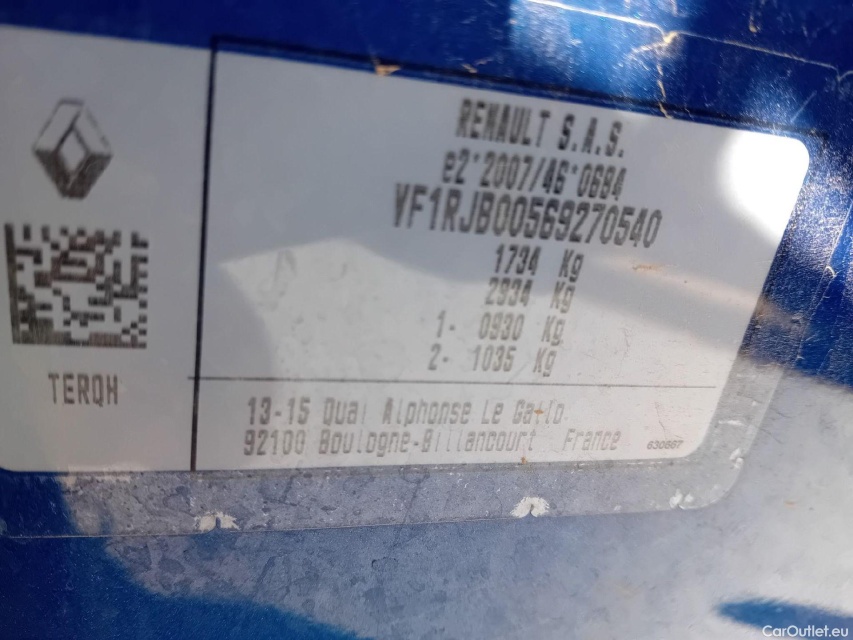 RENAULT S.A.S.
e2*2007/46*0684
VF1RJB00569270540
1734 Kg
2934 Kg
1- 0930 Kg
2- 1035 Kg
TERQH
13-15 Quai Alphonse Le Gallo
92100 Boulogne-Billancourt France
630667
CarOutlet.eu